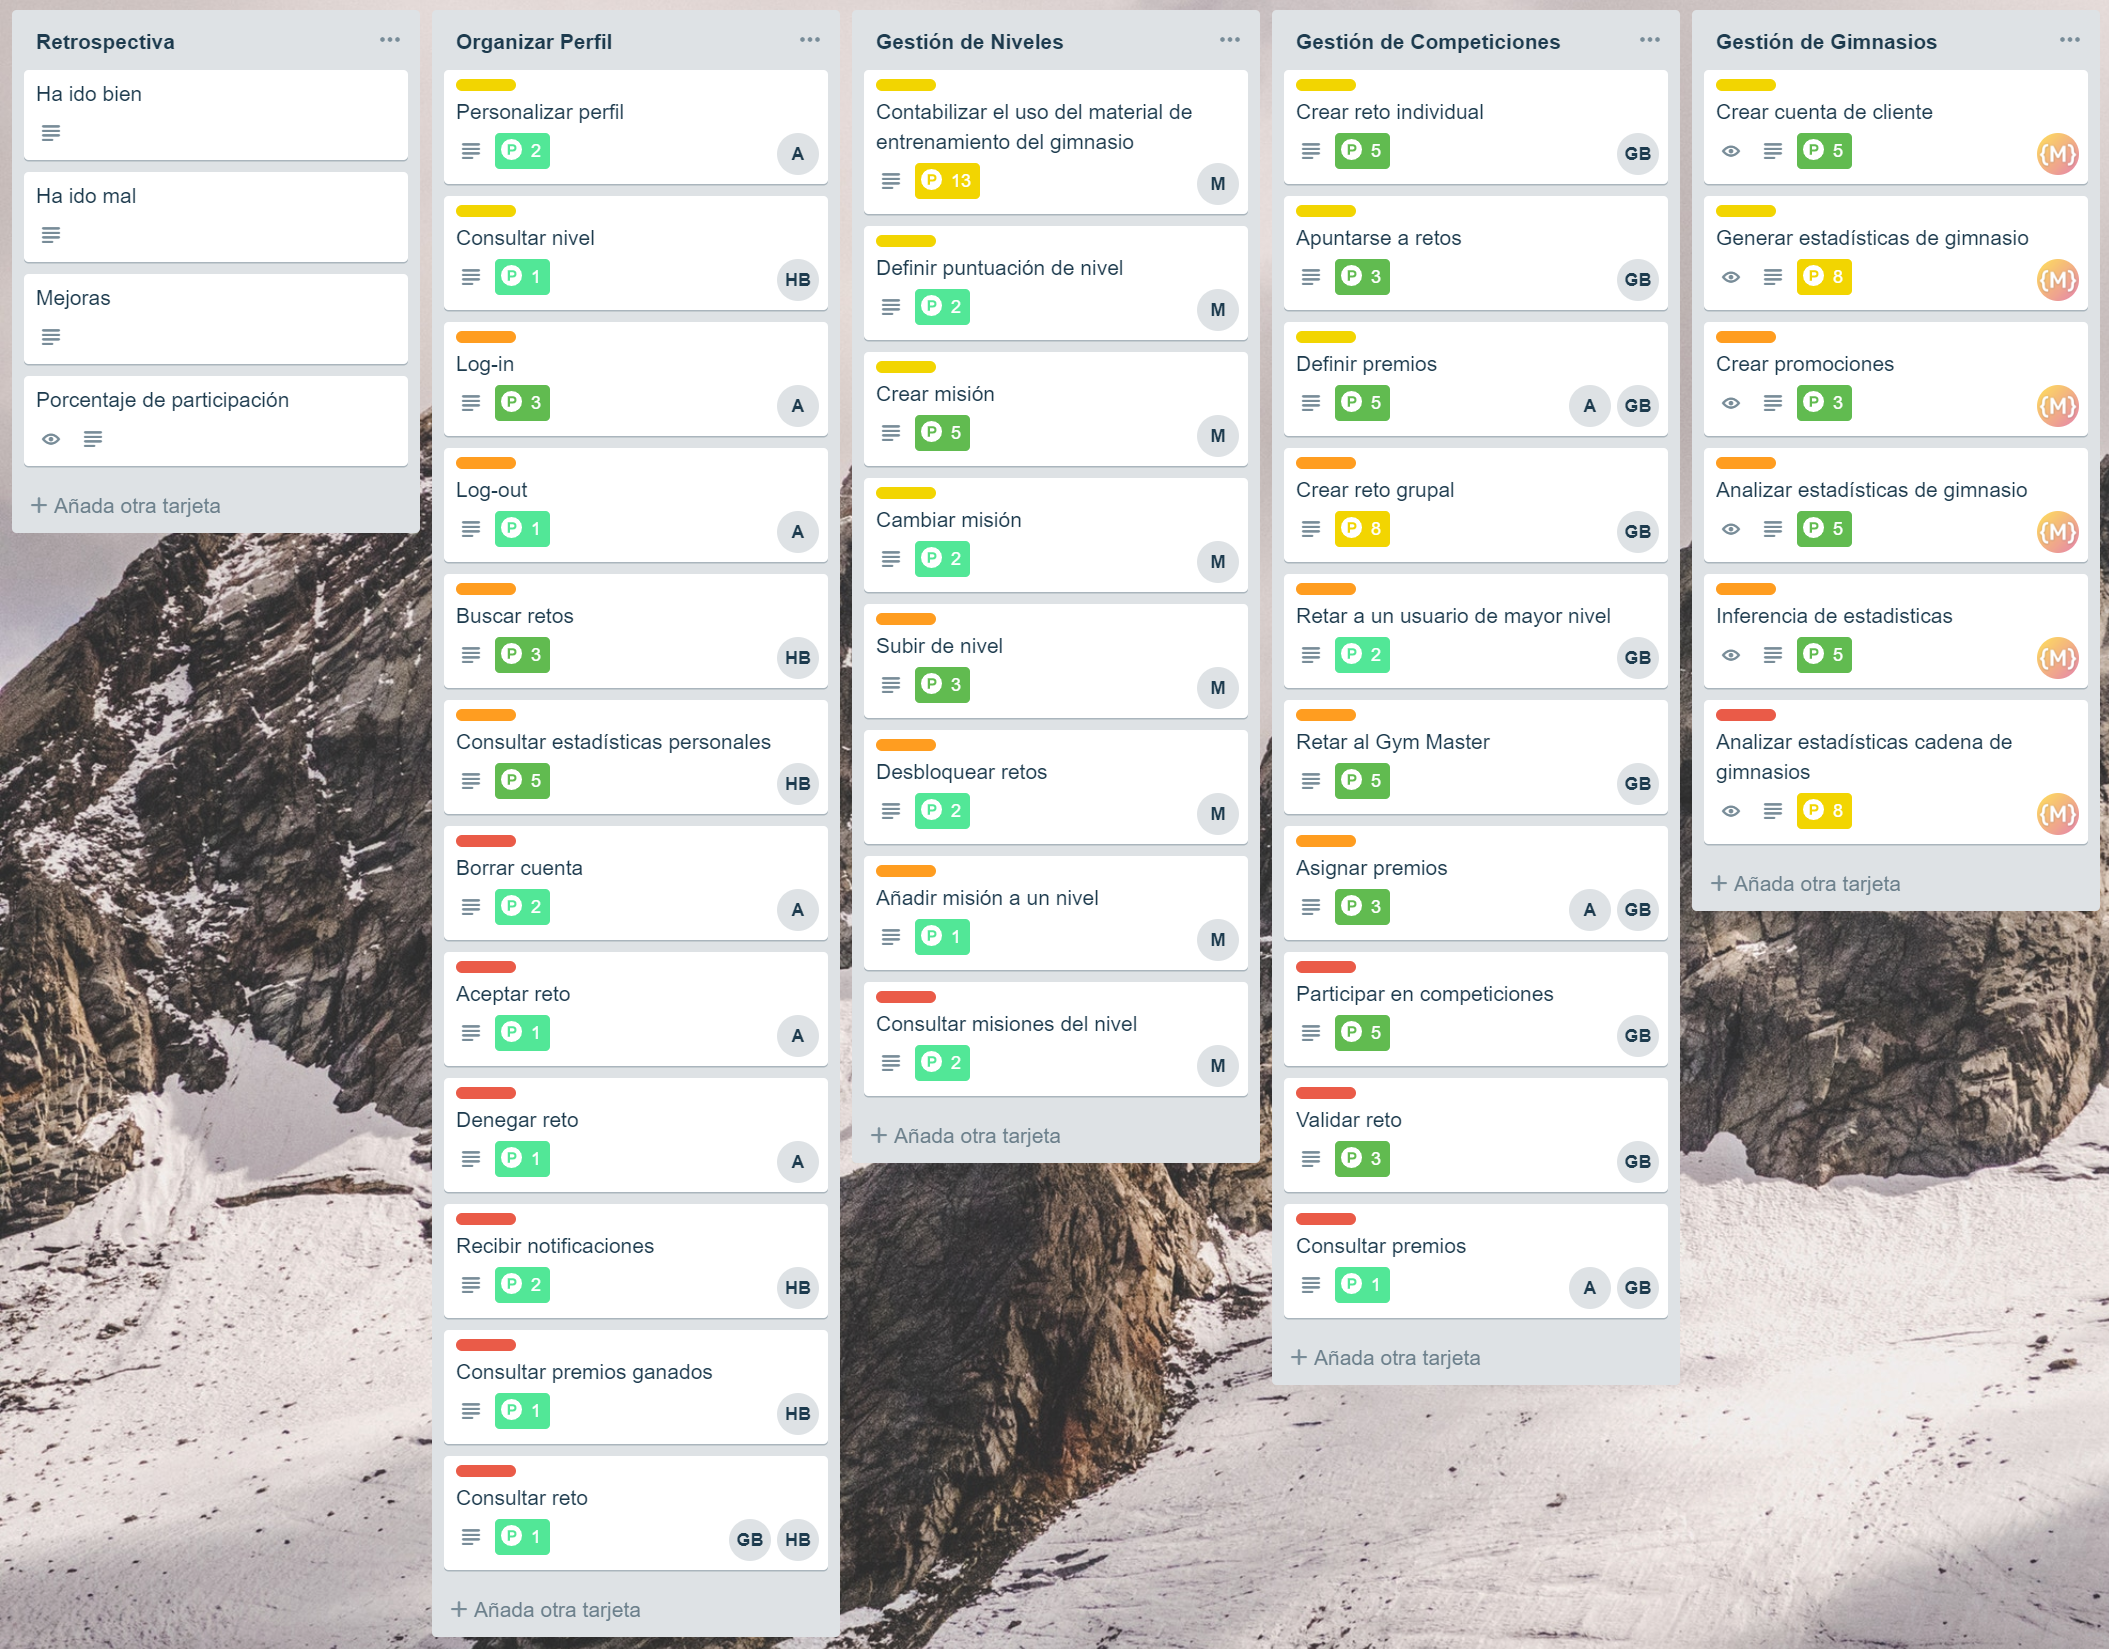 Retrospectiva
Ha ido bien
Ha ido mal
Mejoras
Porcentaje de participación
+ Añada otra tarjeta
Organizar Perfil
Personalizar perfil
P 2
A
Consultar nivel
P 1
HB
Log-in
P 3
A
Log-out
P 1
A
Buscar retos
P 3
HB
Consultar estadísticas personales
P 5
HB
Borrar cuenta
P 2
A
Aceptar reto
P 1
A
Denegar reto
P 1
A
Recibir notificaciones
P 2
HB
Consultar premios ganados
P 1
HB
Consultar reto
P 1
GB HB
+ Añada otra tarjeta
Gestión de Niveles
Contabilizar el uso del material de
entrenamiento del gimnasio
P 13
M
Definir puntuación de nivel
P 2
M
Crear misión
P 5
M
Cambiar misión
P 2
M
Subir de nivel
P 3
M
Desbloquear retos
P 2
M
Añadir misión a un nivel
P 1
M
Consultar misiones del nivel
P 2
M
+ Añada otra tarjeta
Gestión de Competiciones
Crear reto individual
P 5
GB
Apuntarse a retos
P 3
GB
Definir premios
P 5
A GB
Crear reto grupal
P 8
GB
Retar a un usuario de mayor nivel
P 2
GB
Retar al Gym Master
P 5
GB
Asignar premios
P 3
A GB
Participar en competiciones
P 5
GB
Validar reto
P 3
GB
Consultar premios
P 1
A GB
+ Añada otra tarjeta
Gestión de Gimnasios
Crear cuenta de cliente
P 5
{M}
Generar estadísticas de gimnasio
P 8
{M}
Crear promociones
P 3
{M}
Analizar estadísticas de gimnasio
P 5
{M}
Inferencia de estadisticas
P 5
{M}
Analizar estadísticas cadena de
gimnasios
P 8
{M}
+ Añada otra tarjeta